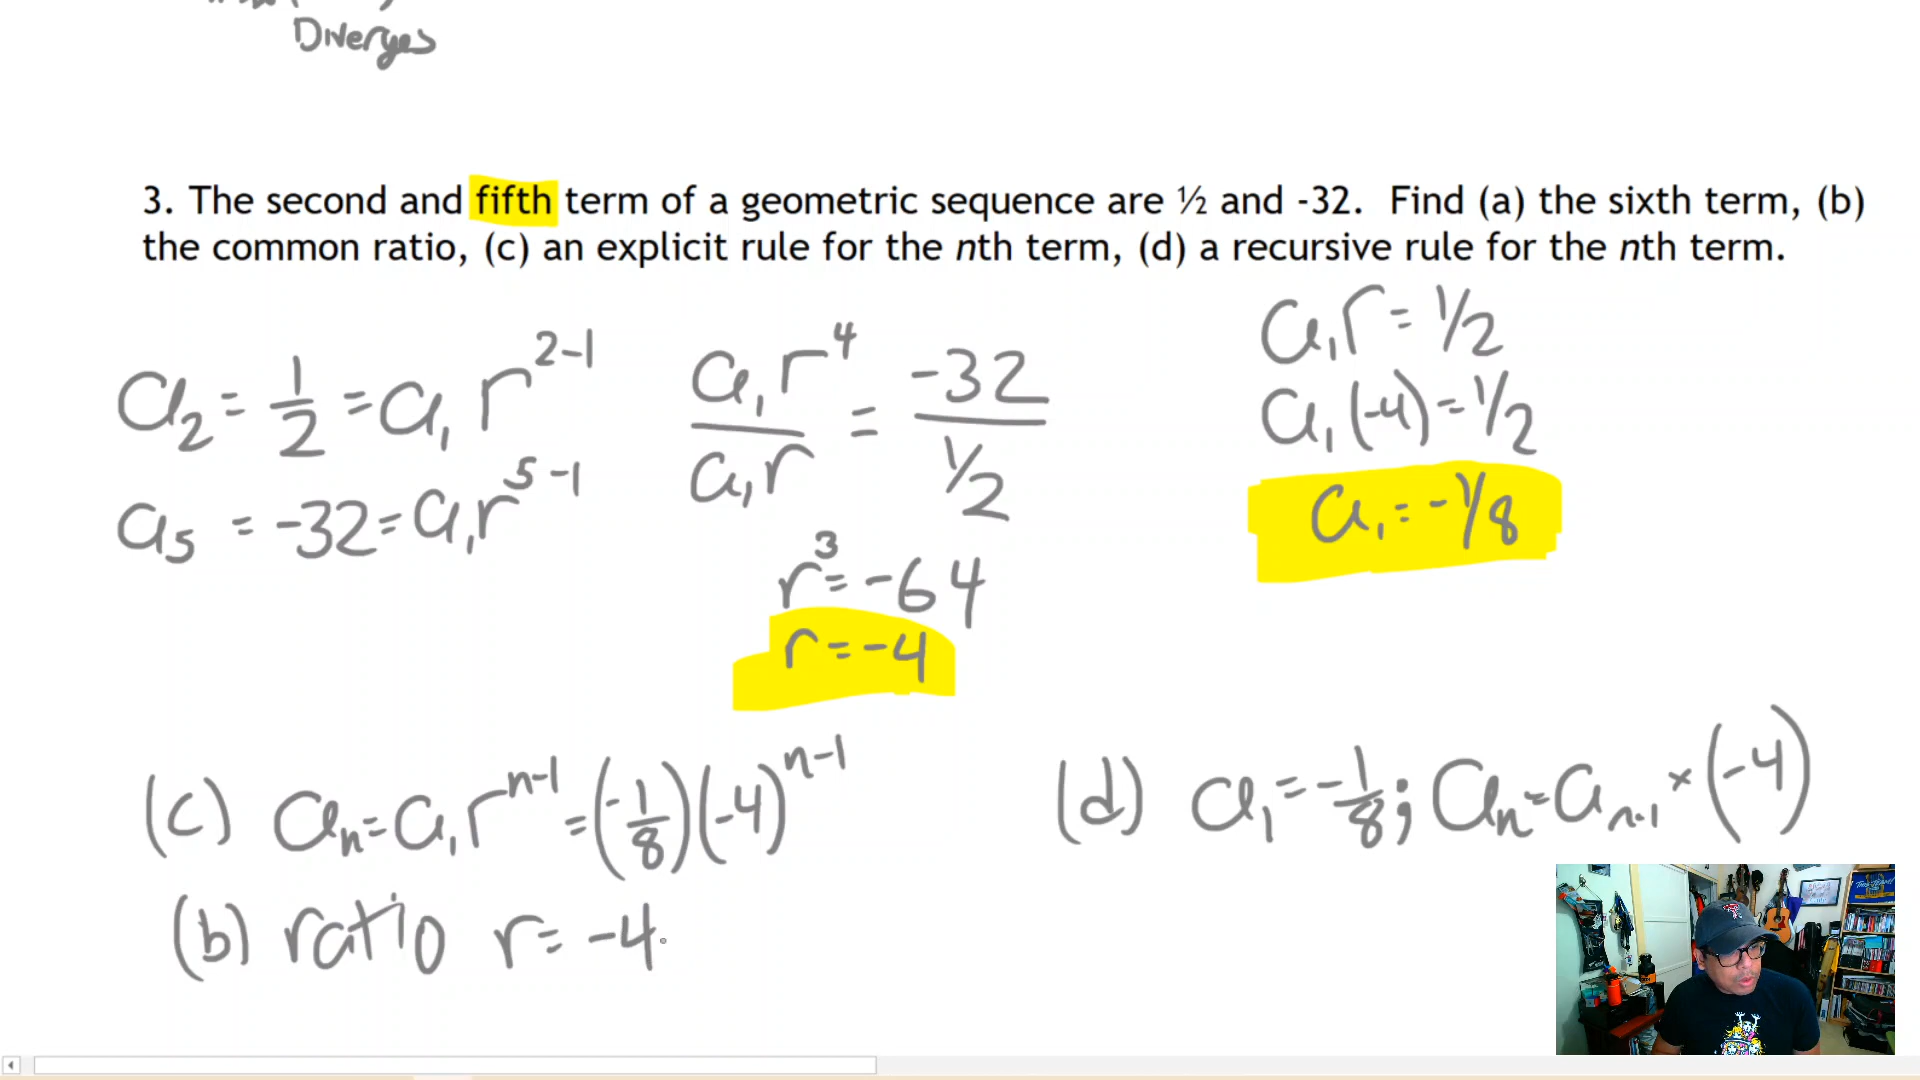 Diverges
3. The second and fifth term of a geometric sequence are ½ and -32. Find (a) the sixth term, (b)
the common ratio, (c) an explicit rule for the nth term, (d) a recursive rule for the nth term.
a₂ = 1/2 = a₁ r^(2-1)
a₅ = -32 = a₁r^(5-1)
a₁r⁴/a₁r = -32/½
r³ = -64
r = -4
a₁r = 1/2
a₁(-4) = 1/2
a₁ = -1/8
(c) aₙ = a₁r^(n-1) = (-1/8)(-4)^(n-1)
(d) a₁ = -1/8; aₙ = aₙ₋₁ × (-4)
(b) ratio r = -4.